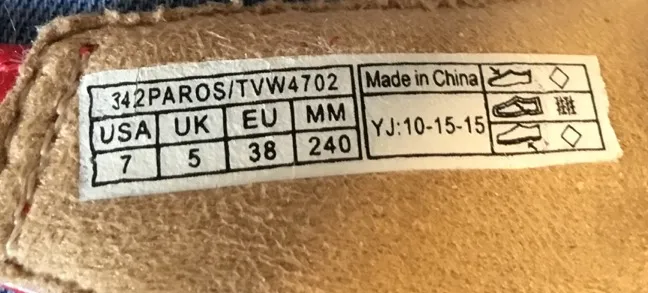 342PAROS/TVW4702
USA UK EU MM
7 5 38 240
Made in China
YJ:10-15-15